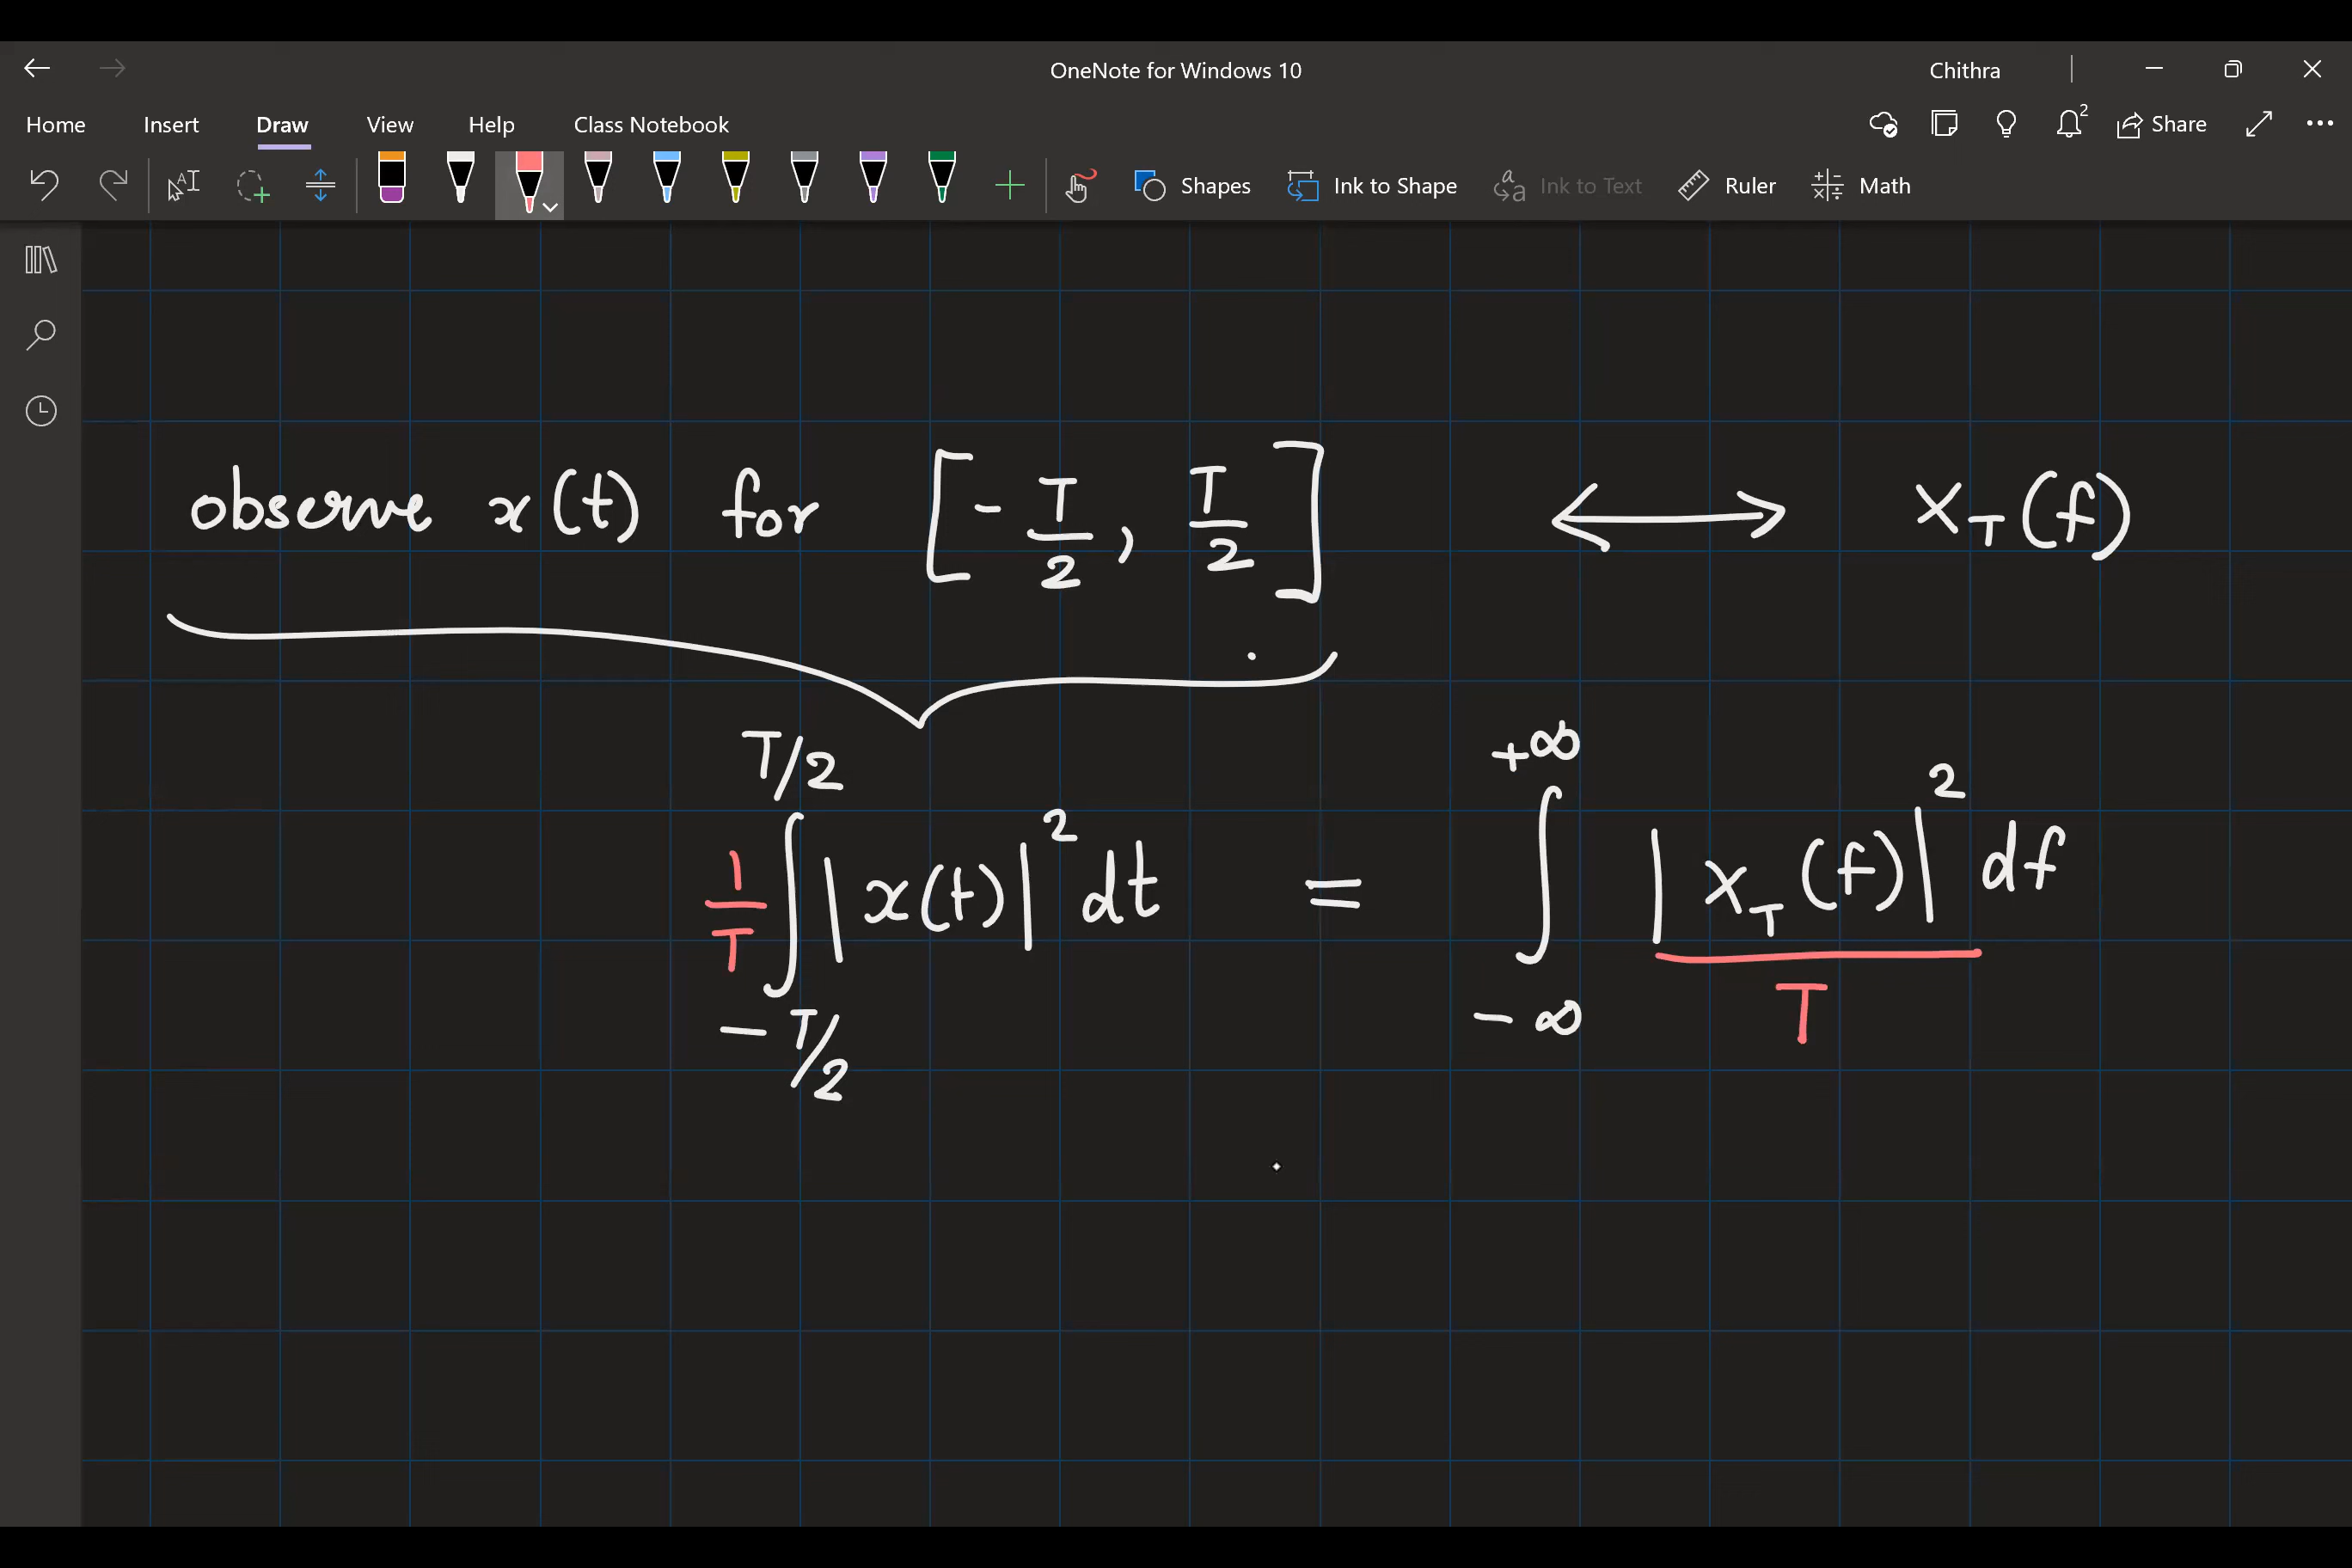 OneNote for Windows 10
Chithra
Home Insert Draw View Help Class Notebook
2 Share
Shapes Ink to Shape Ink to Text Ruler Math
observe x(t) for [-T/2, T/2] ⟷ X_T(f)
1/T ∫_{-T/2}^{T/2} |x(t)|² dt = ∫_{-∞}^{+∞} |X_T(f)|²/T df